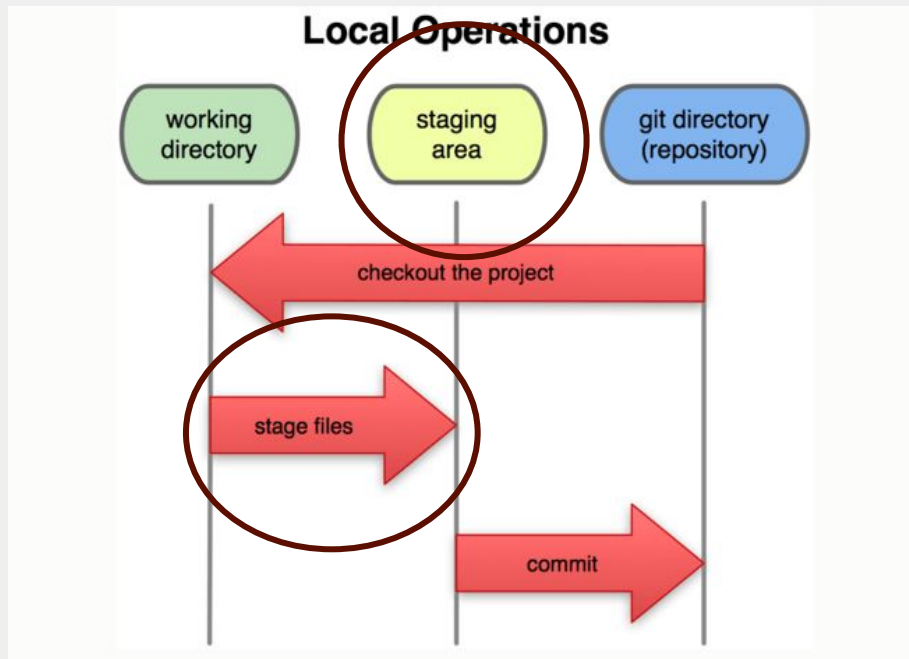 Local Operations
working
directory
staging
area
git directory
(repository)
checkout the project
stage files
commit